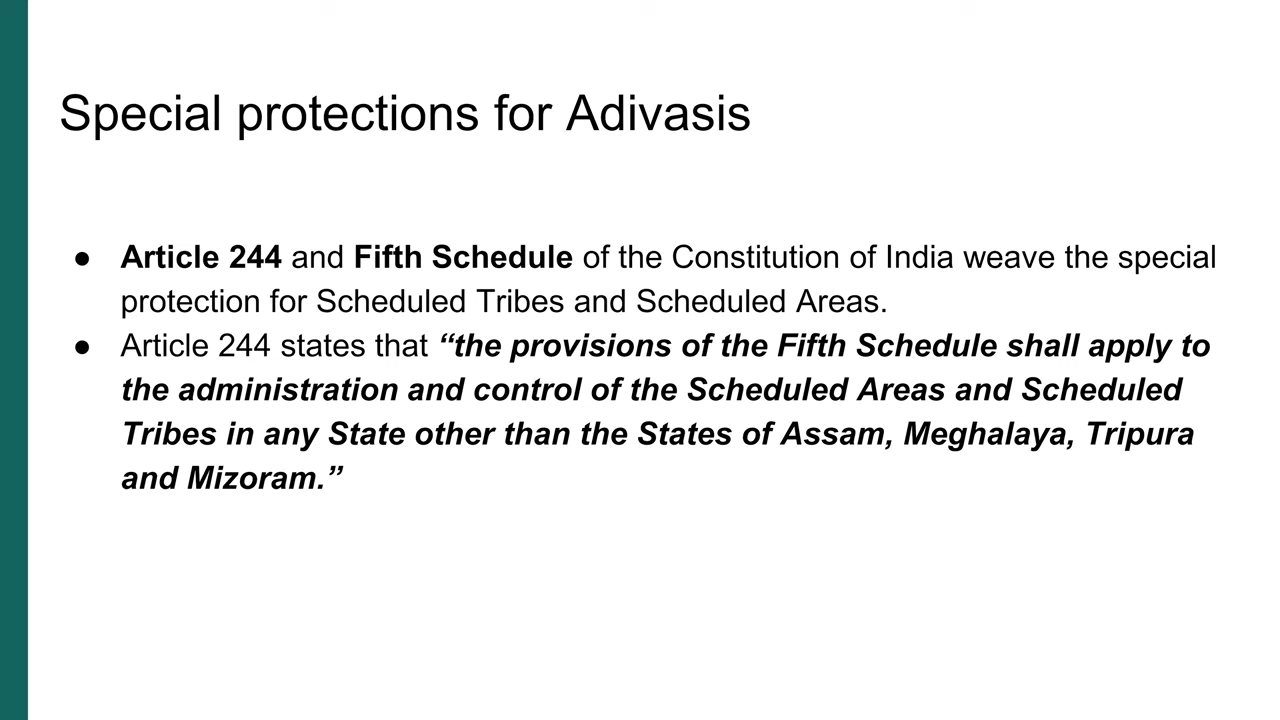 Special protections for Adivasis
● Article 244 and Fifth Schedule of the Constitution of India weave the special
protection for Scheduled Tribes and Scheduled Areas.
● Article 244 states that “the provisions of the Fifth Schedule shall apply to
the administration and control of the Scheduled Areas and Scheduled
Tribes in any State other than the States of Assam, Meghalaya, Tripura
and Mizoram.”